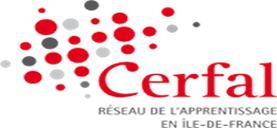 Cerfal
RÉSEAU DE L'APPRENTISSAGE
EN ÎLE-DE-FRANCE